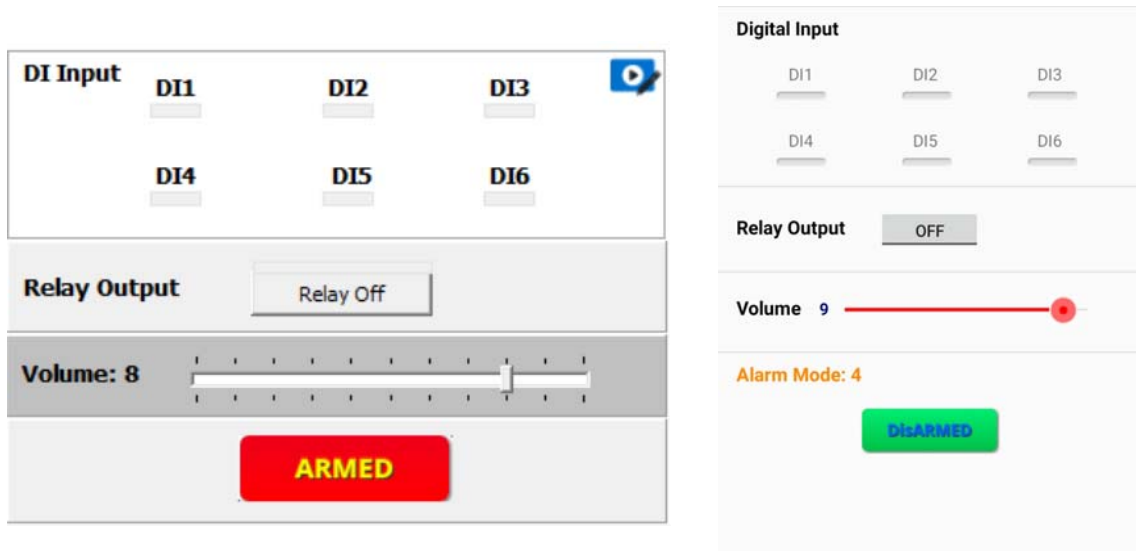 DI Input
DI1 DI2 DI3
DI4 DI5 DI6
Relay Output Relay Off
Volume: 8
ARMED
Digital Input
DI1 DI2 DI3
DI4 DI5 DI6
Relay Output OFF
Volume 9
Alarm Mode: 4
DisARMED